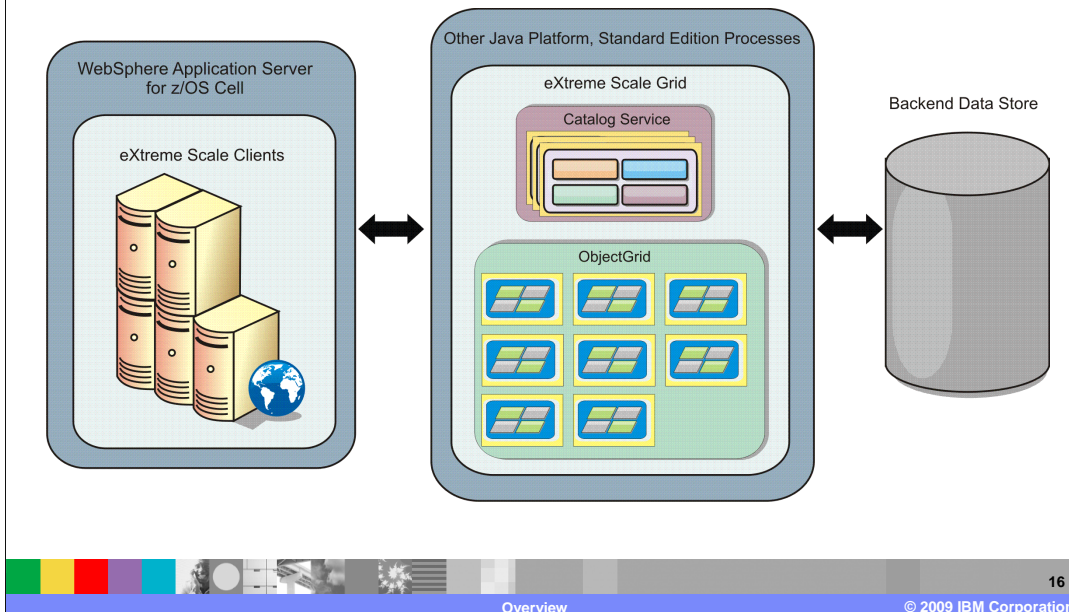 WebSphere Application Server
for z/OS Cell
eXtreme Scale Clients
Other Java Platform, Standard Edition Processes
eXtreme Scale Grid
Catalog Service
ObjectGrid
Backend Data Store
16
Overview
© 2009 IBM Corporation